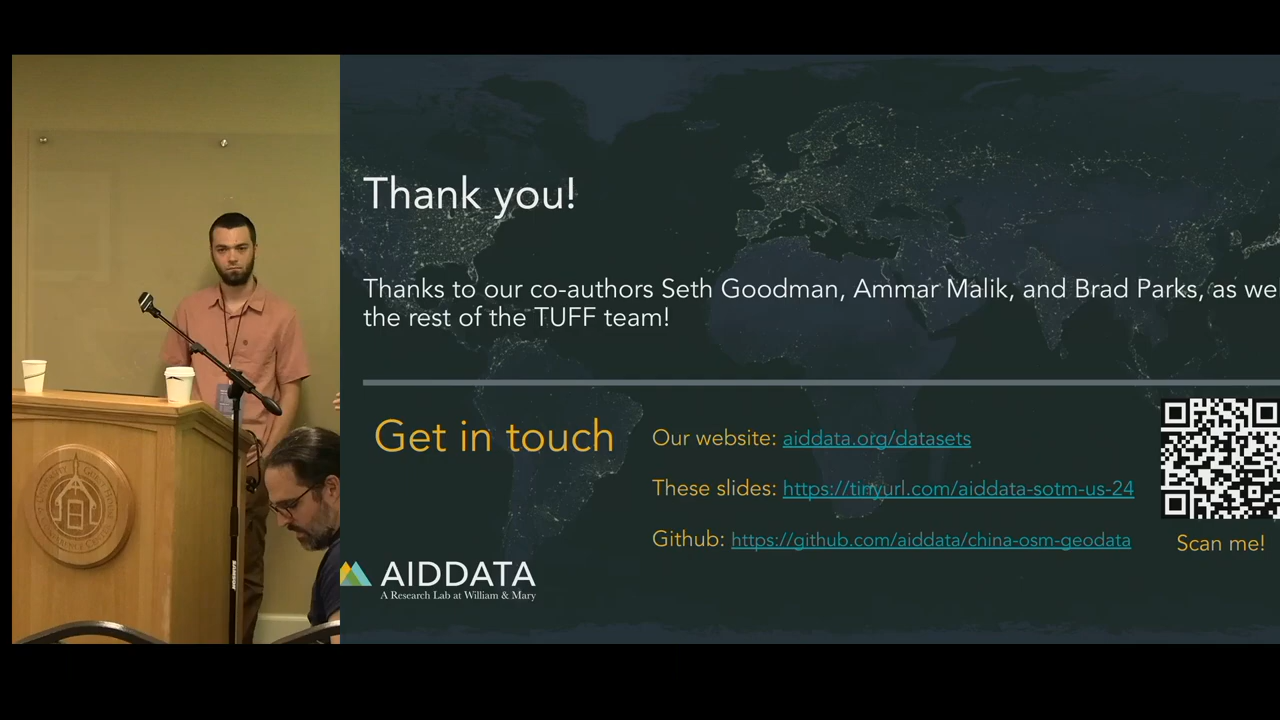 Thank you!
Thanks to our co-authors Seth Goodman, Ammar Malik, and Brad Parks, as we
the rest of the TUFF team!
Get in touch
Our website: aiddata.org/datasets
These slides: https://tinyurl.com/aiddata-sotm-us-24
Github: https://github.com/aiddata/china-osm-geodata
Scan me!
AIDDATA
A Research Lab at William & Mary
SAMSON